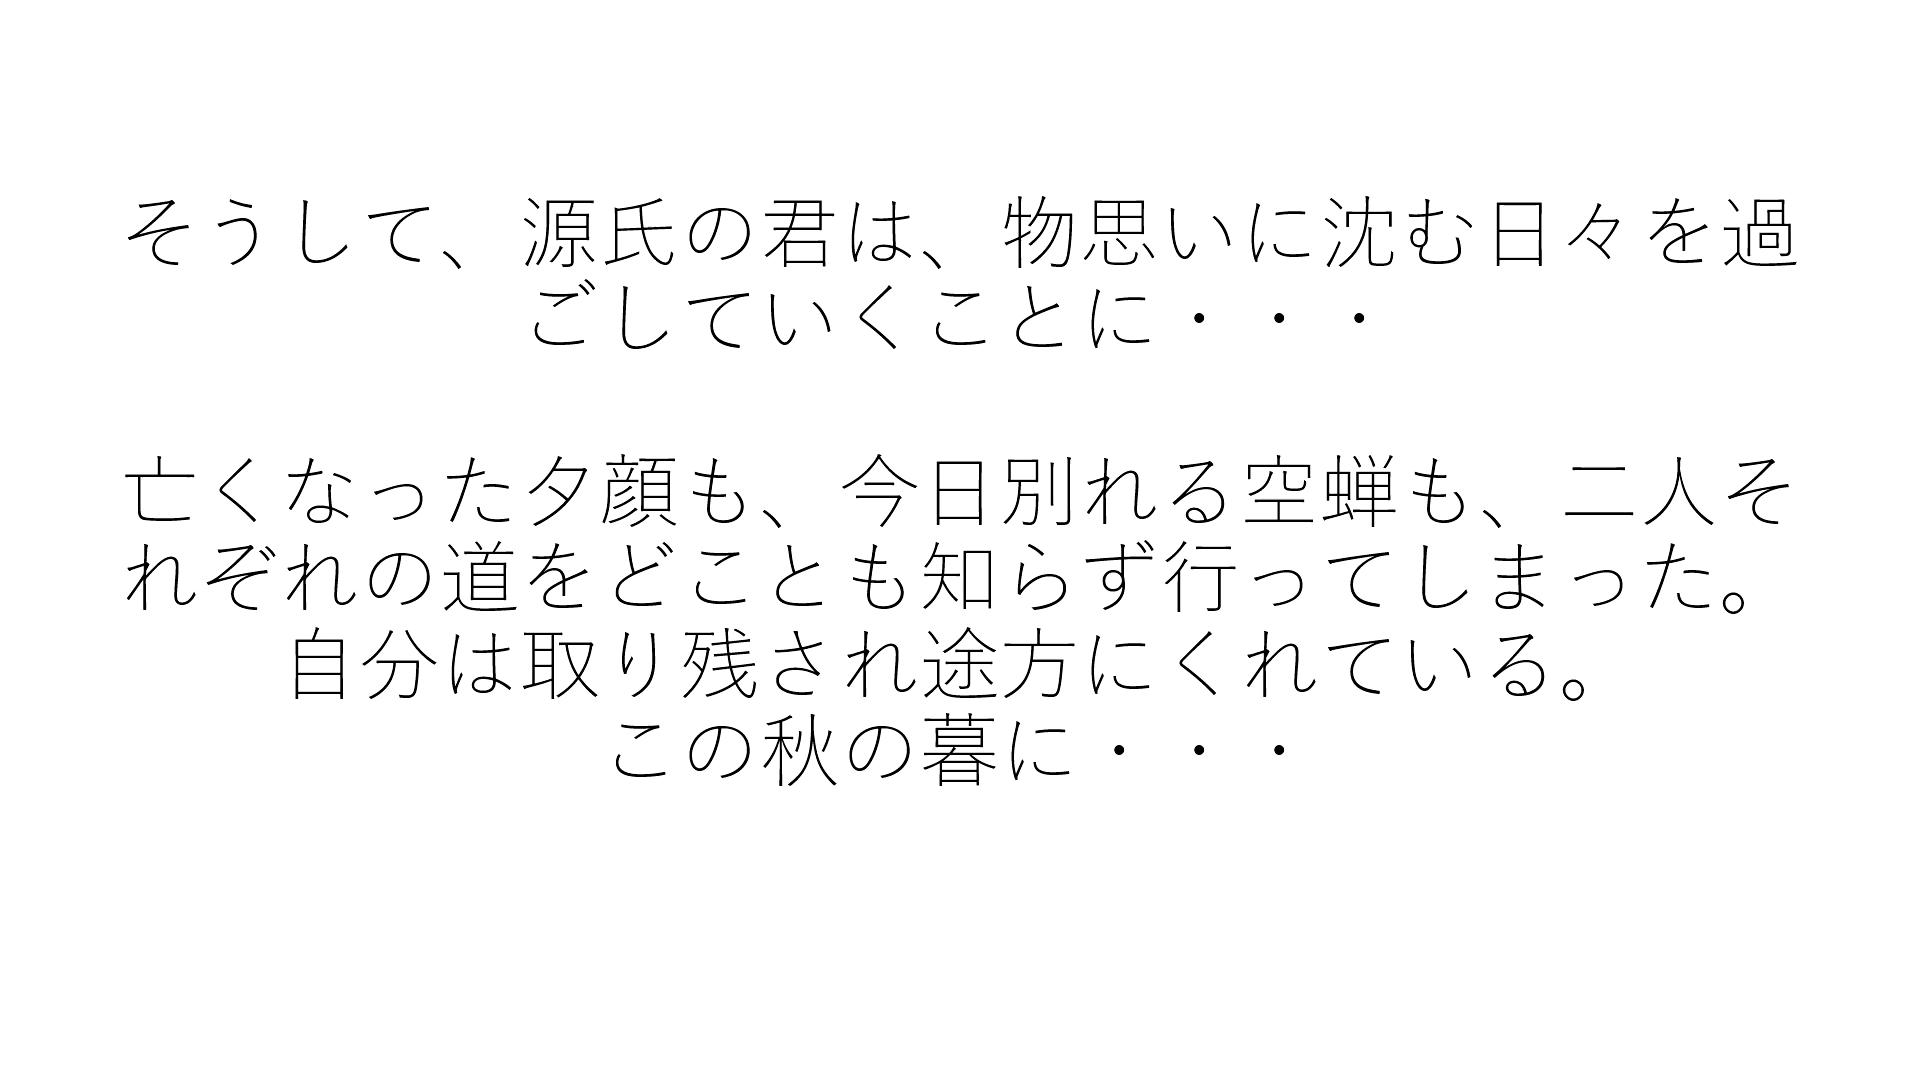 そうして、源氏の君は、物思いに沈む日々を過
ごしていくことに・・・
亡くなった夕顔も、今日別れる空蝉も、二人そ
れぞれの道をどことも知らず行ってしまった。
自分は取り残され途方にくれている。
この秋の暮に・・・